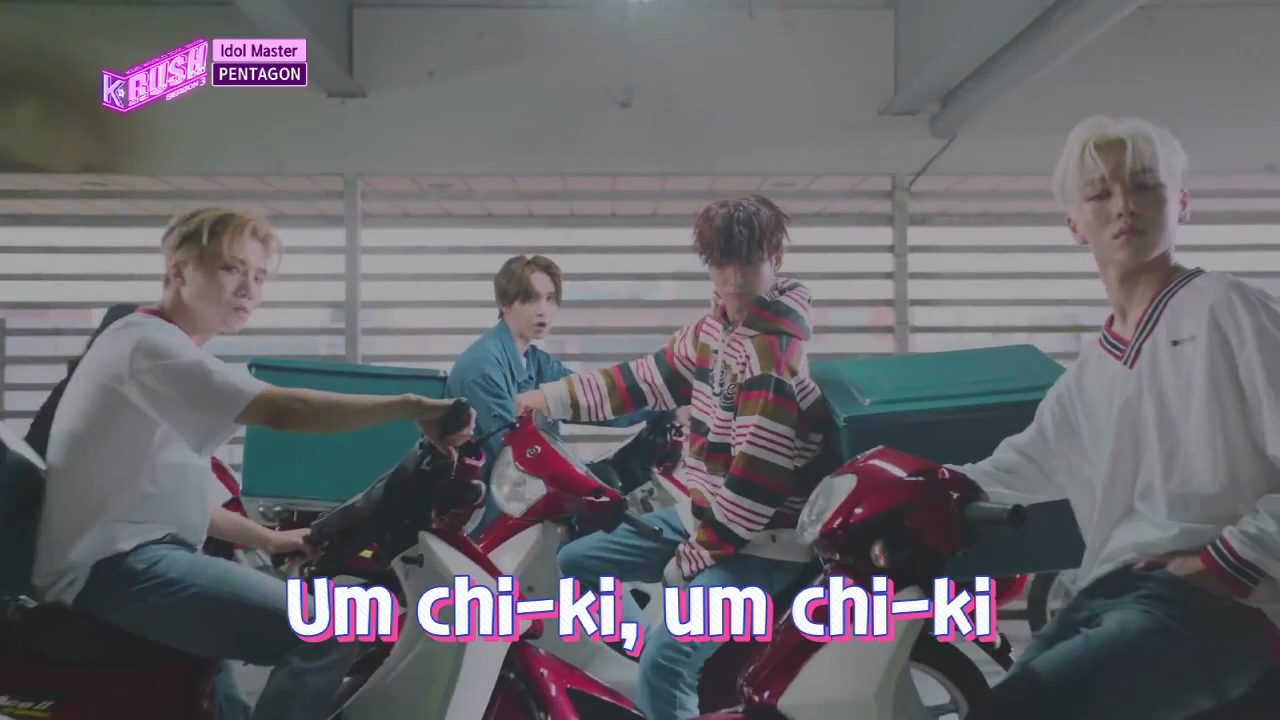 K RUSH
SEASON 3
Idol Master
PENTAGON
Um chi-ki, um chi-ki